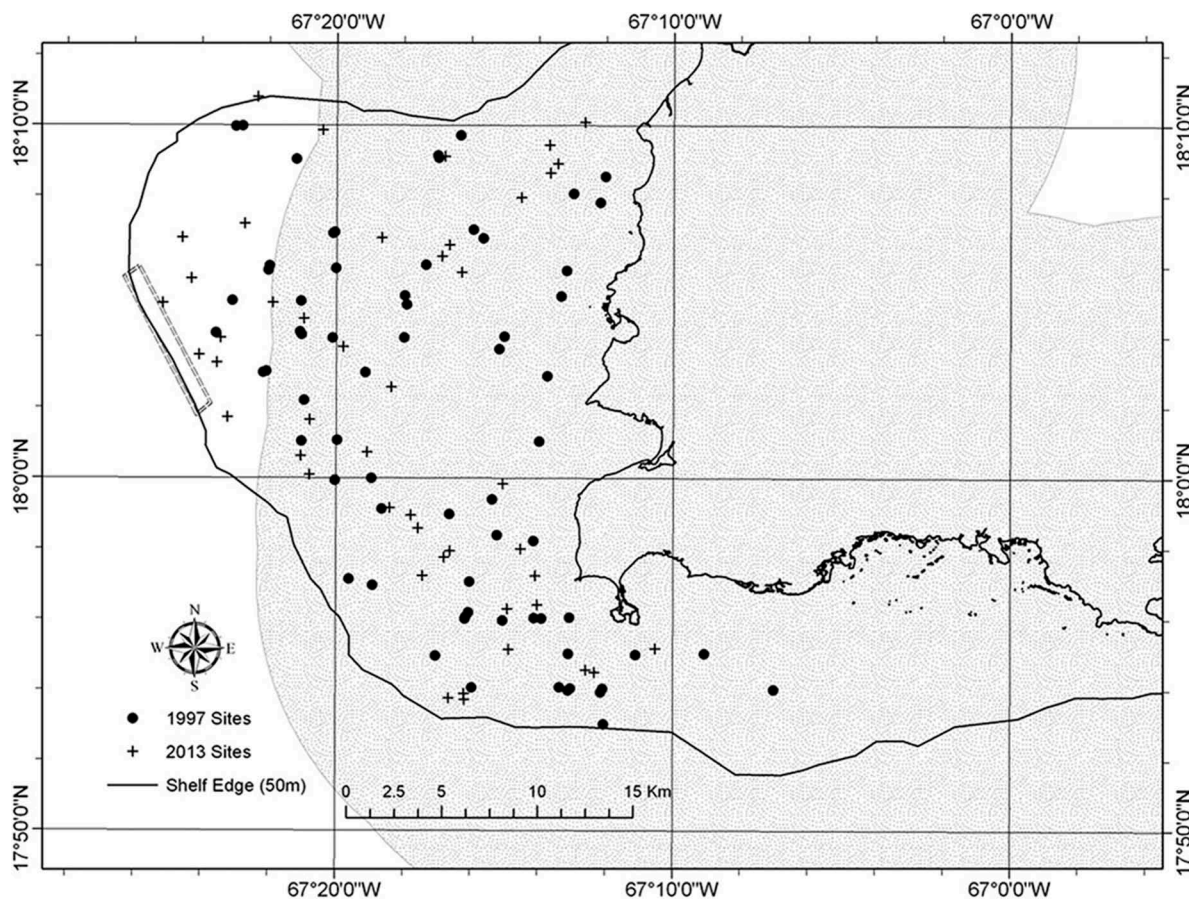 67°20'0"W 67°10'0"W 67°0'0"W
18°10'0"N 18°10'0"N
18°0'0"N 18°0'0"N
N
W E
S
1997 Sites
2013 Sites
Shelf Edge (50m)
0 2.5 5 10 15 Km
17°50'0"N 17°50'0"N
67°20'0"W 67°10'0"W 67°0'0"W